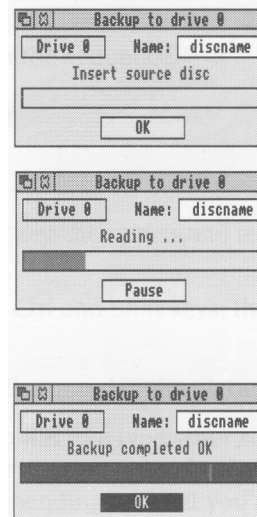 Backup to drive 0
Drive 0 Name: discname
Insert source disc
OK
Backup to drive 0
Drive 0 Name: discname
Reading ...
Pause
Backup to drive 0
Drive 0 Name: discname
Backup completed OK
OK